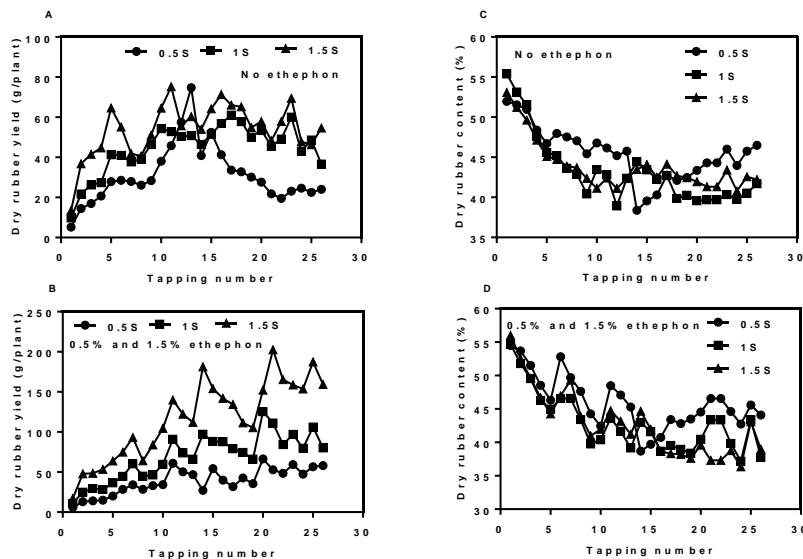 A
Dry rubber yield (g/plant)
100
80
60
40
20
0
0.5S 1S 1.5S
No ethephon
0 5 10 15 20 25 30
Tapping number
B
Dry rubber yield (g/plant)
250
200
150
100
50
0
0.5S 1S 1.5S
0.5% and 1.5% ethephon
0 5 10 15 20 25 30
Tapping number
C
Dry rubber content (%)
60
55
50
45
40
35
No ethephon
0.5S
1S
1.5S
0 5 10 15 20 25 30
Tapping number
D
Dry rubber content (%)
60
55
50
45
40
35
30
0.5% and 1.5% ethephon
0.5S
1S
1.5S
0 5 10 15 20 25 30
Tapping number